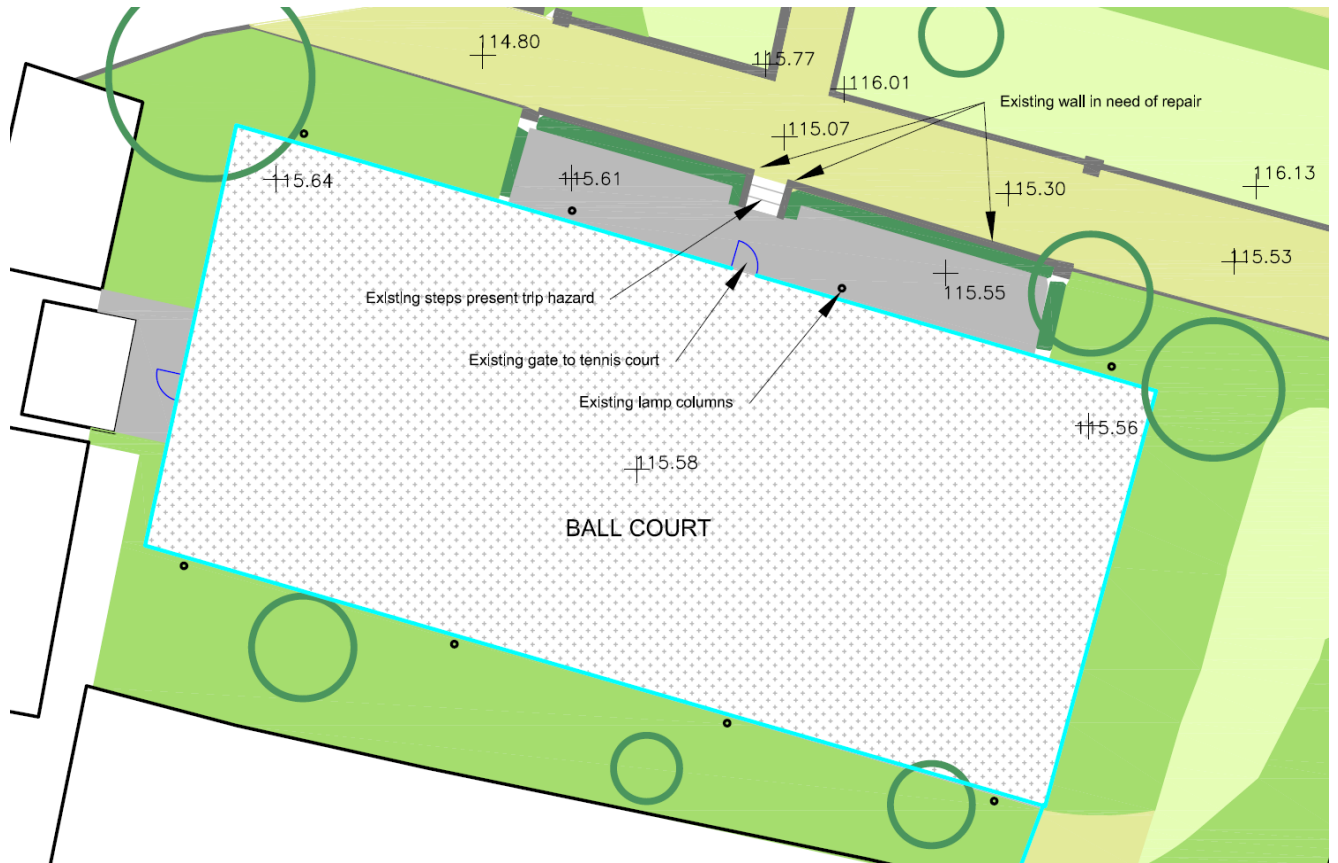 114.80
115.77
116.01
Existing wall in need of repair
115.07
115.64
115.61
115.30
116.13
115.53
Existing steps present trip hazard
115.55
Existing gate to tennis court
Existing lamp columns
115.56
115.58
BALL COURT